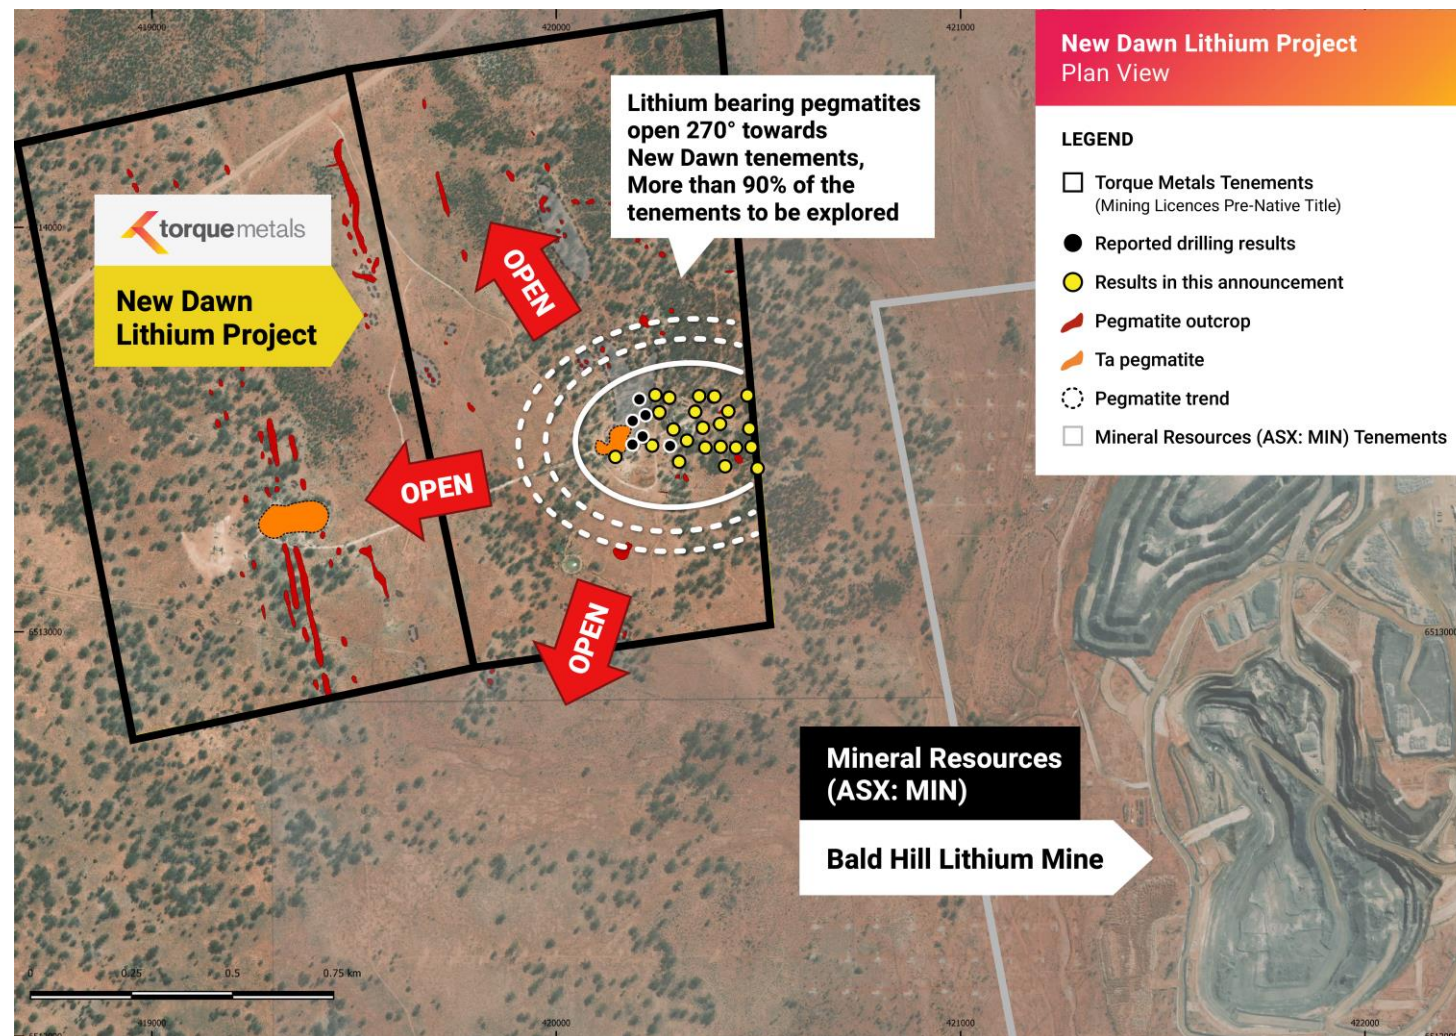 419000
420000
421000
New Dawn Lithium Project
Plan View
LEGEND
Torque Metals Tenements
(Mining Licences Pre-Native Title)
Reported drilling results
Results in this announcement
Pegmatite outcrop
Ta pegmatite
Pegmatite trend
Mineral Resources (ASX: MIN) Tenements
Lithium bearing pegmatites
open 270° towards
New Dawn tenements,
More than 90% of the
tenements to be explored
torque metals
New Dawn
Lithium Project
OPEN
OPEN
OPEN
6513000
6513000
Mineral Resources
(ASX: MIN)
Bald Hill Lithium Mine
0
0.25
0.5
0.75 km
419000
420000
421000
422000